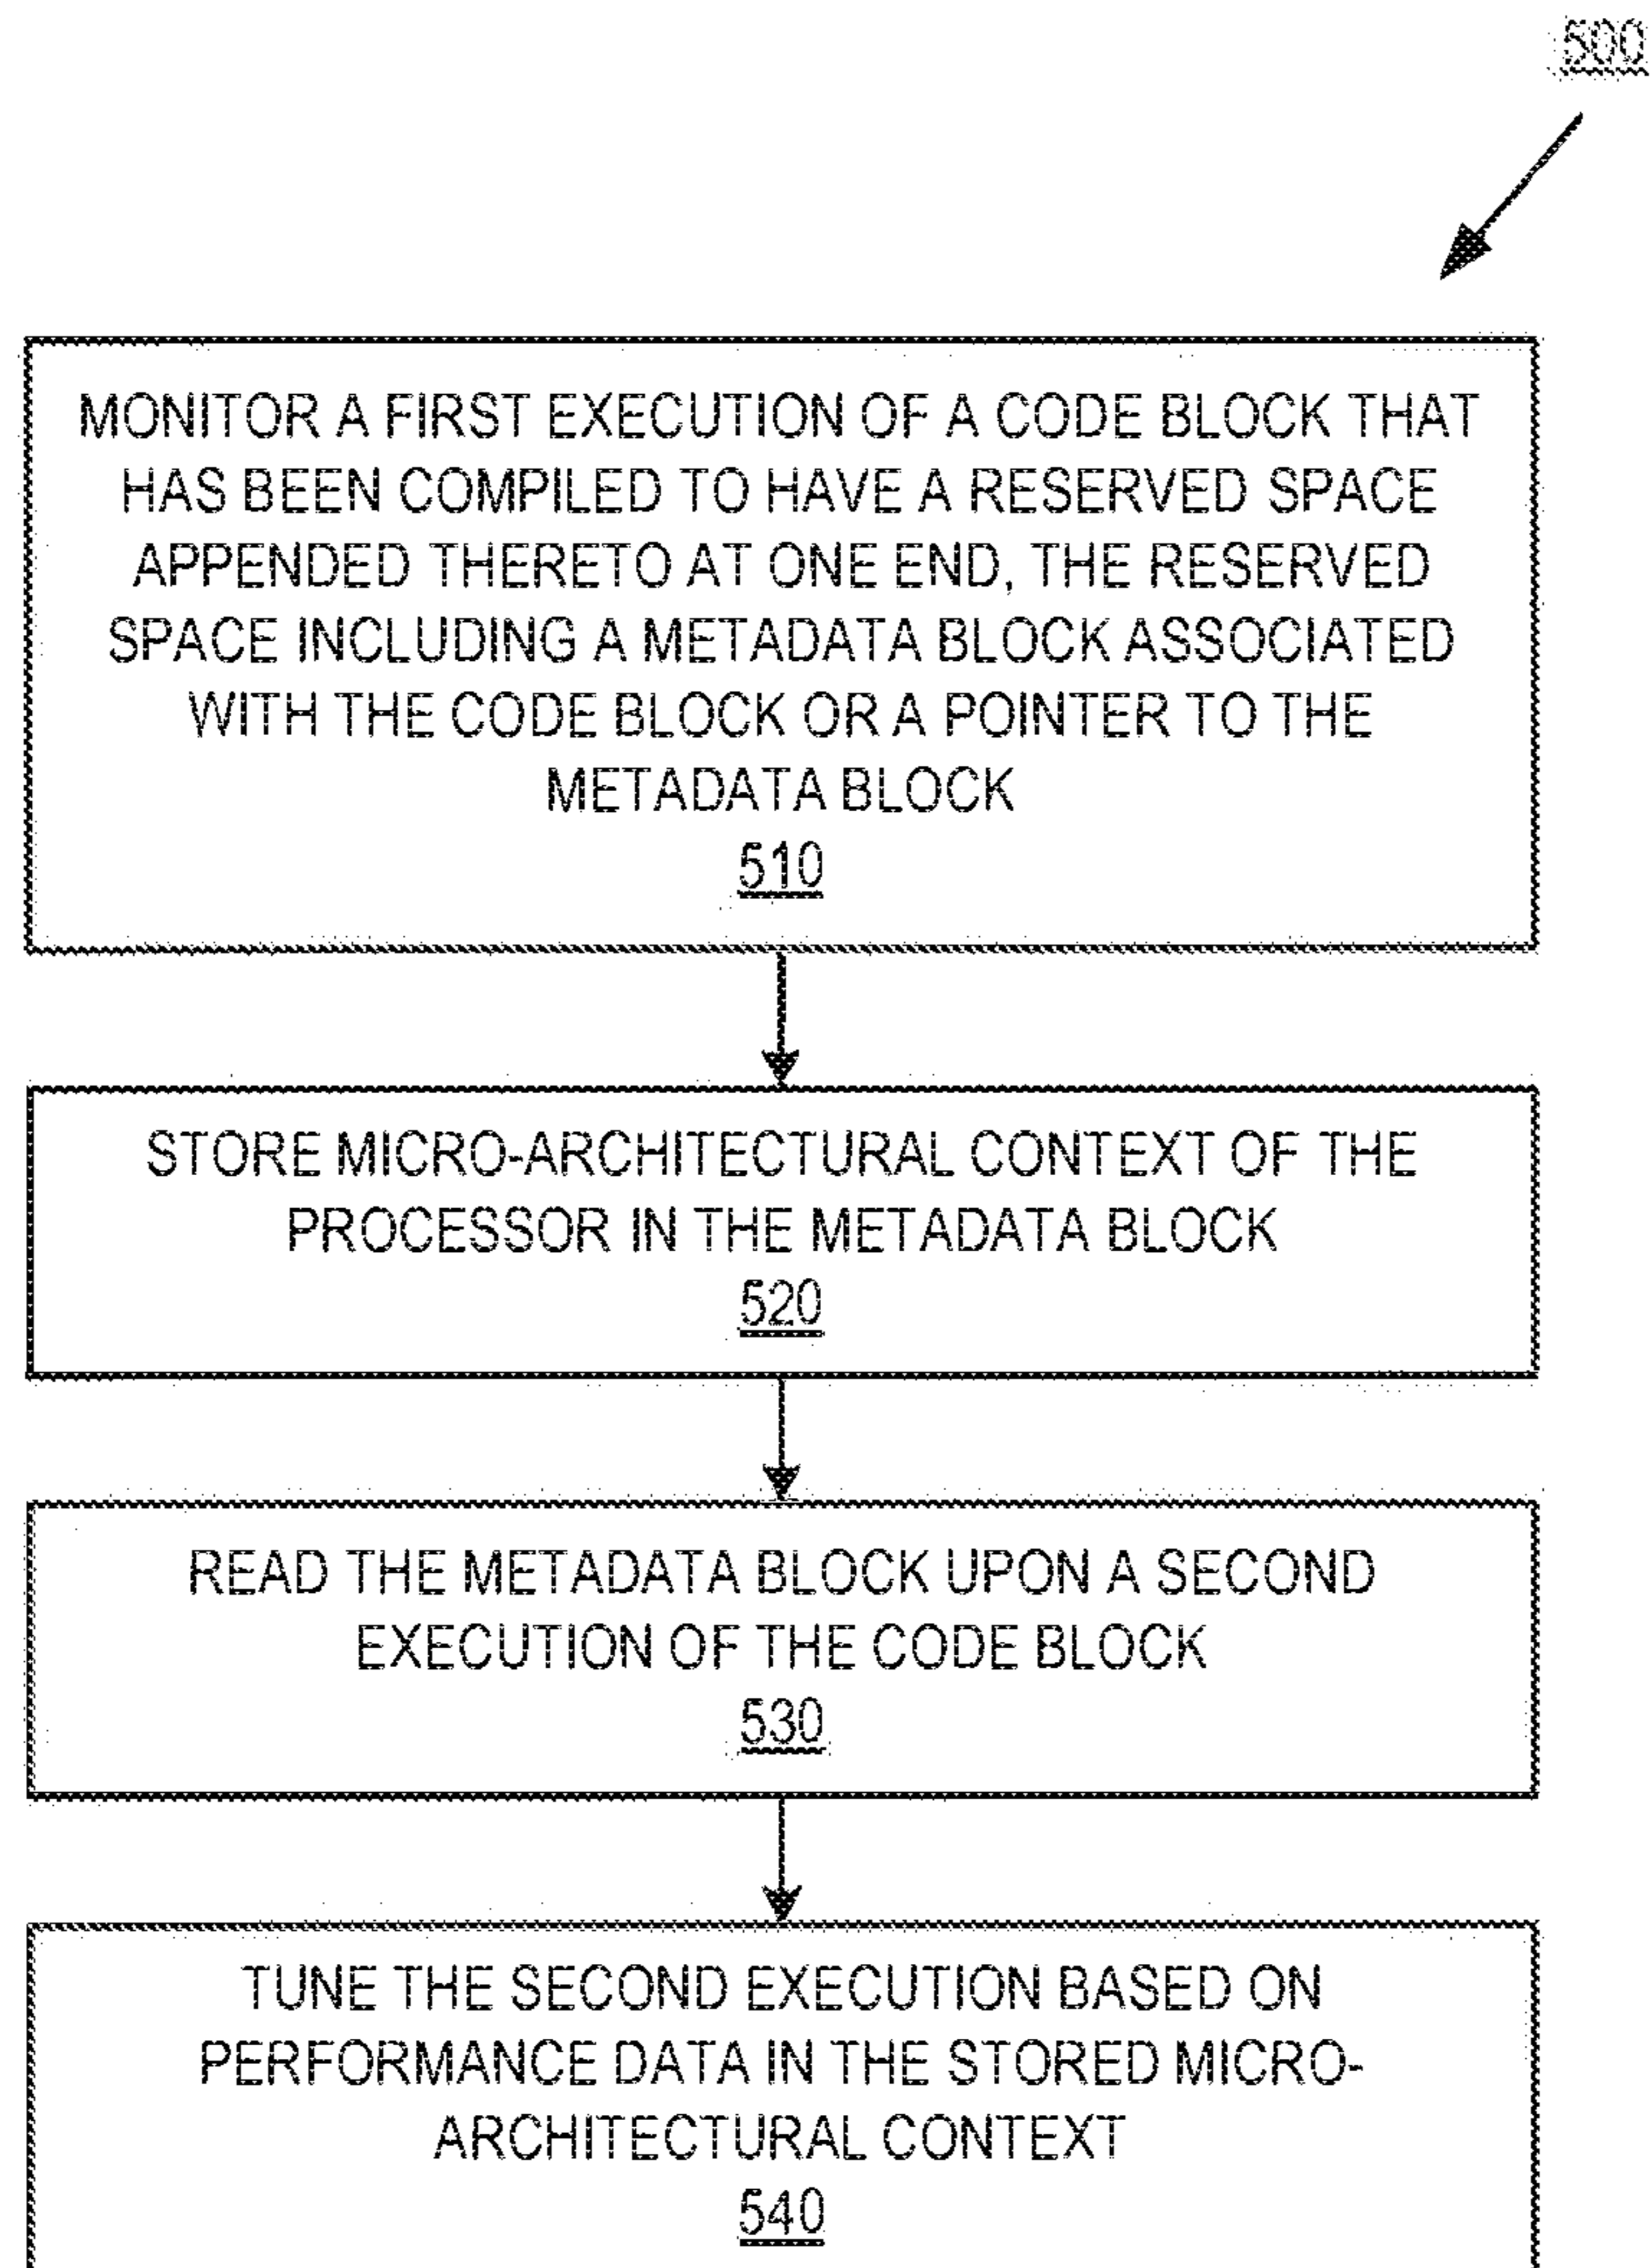 500
MONITOR A FIRST EXECUTION OF A CODE BLOCK THAT
HAS BEEN COMPILED TO HAVE A RESERVED SPACE
APPENDED THERETO AT ONE END, THE RESERVED
SPACE INCLUDING A METADATA BLOCK ASSOCIATED
WITH THE CODE BLOCK OR A POINTER TO THE
METADATA BLOCK
510
STORE MICRO-ARCHITECTURAL CONTEXT OF THE
PROCESSOR IN THE METADATA BLOCK
520
READ THE METADATA BLOCK UPON A SECOND
EXECUTION OF THE CODE BLOCK
530
TUNE THE SECOND EXECUTION BASED ON
PERFORMANCE DATA IN THE STORED MICRO-
ARCHITECTURAL CONTEXT
540